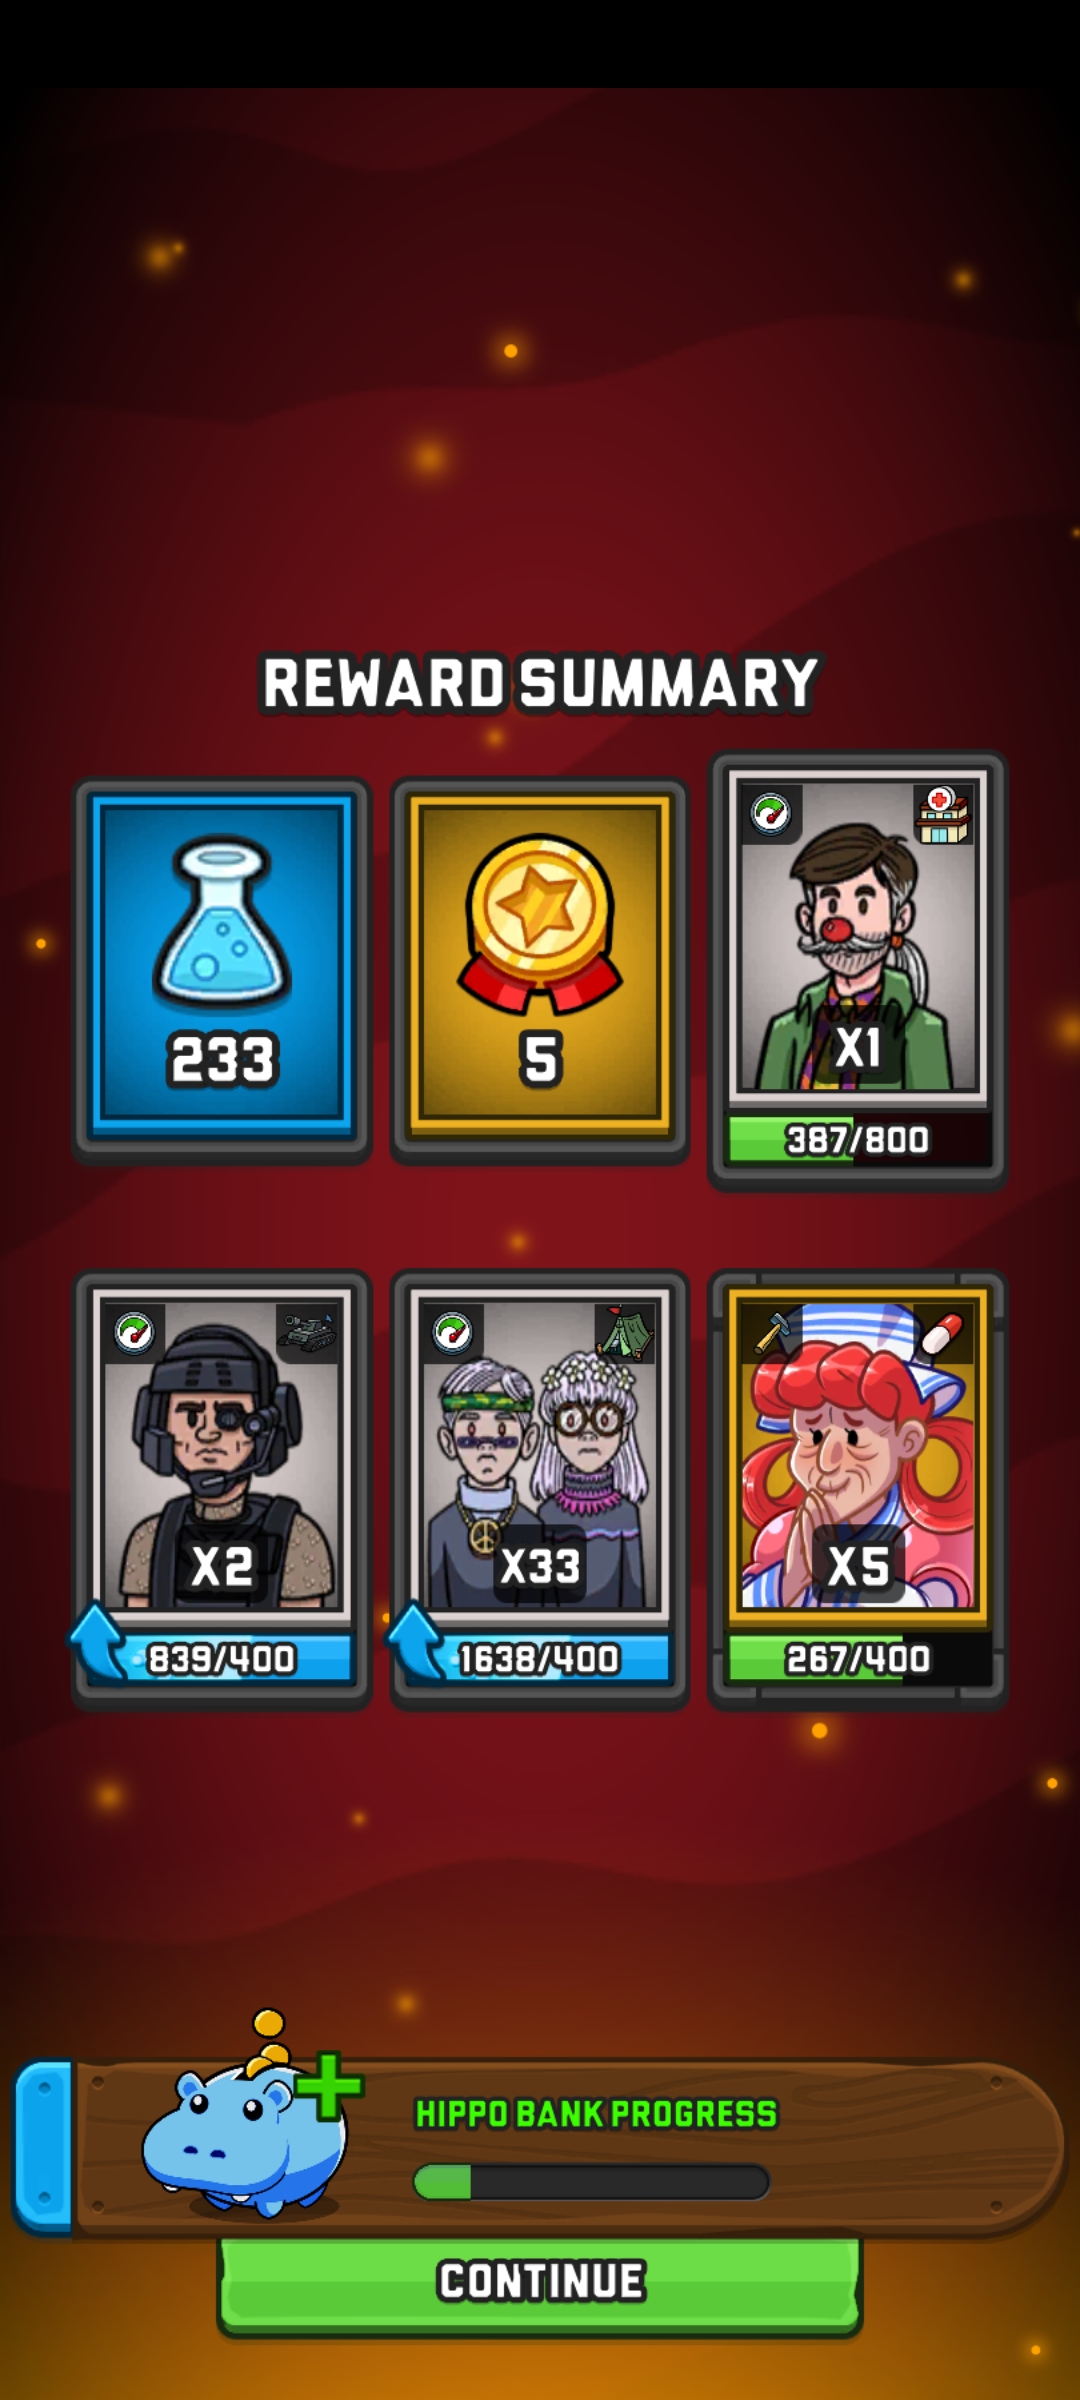 REWARD SUMMARY
233
5
X1
387/800
X2
839/400
X33
1638/400
X5
267/400
HIPPO BANK PROGRESS
CONTINUE